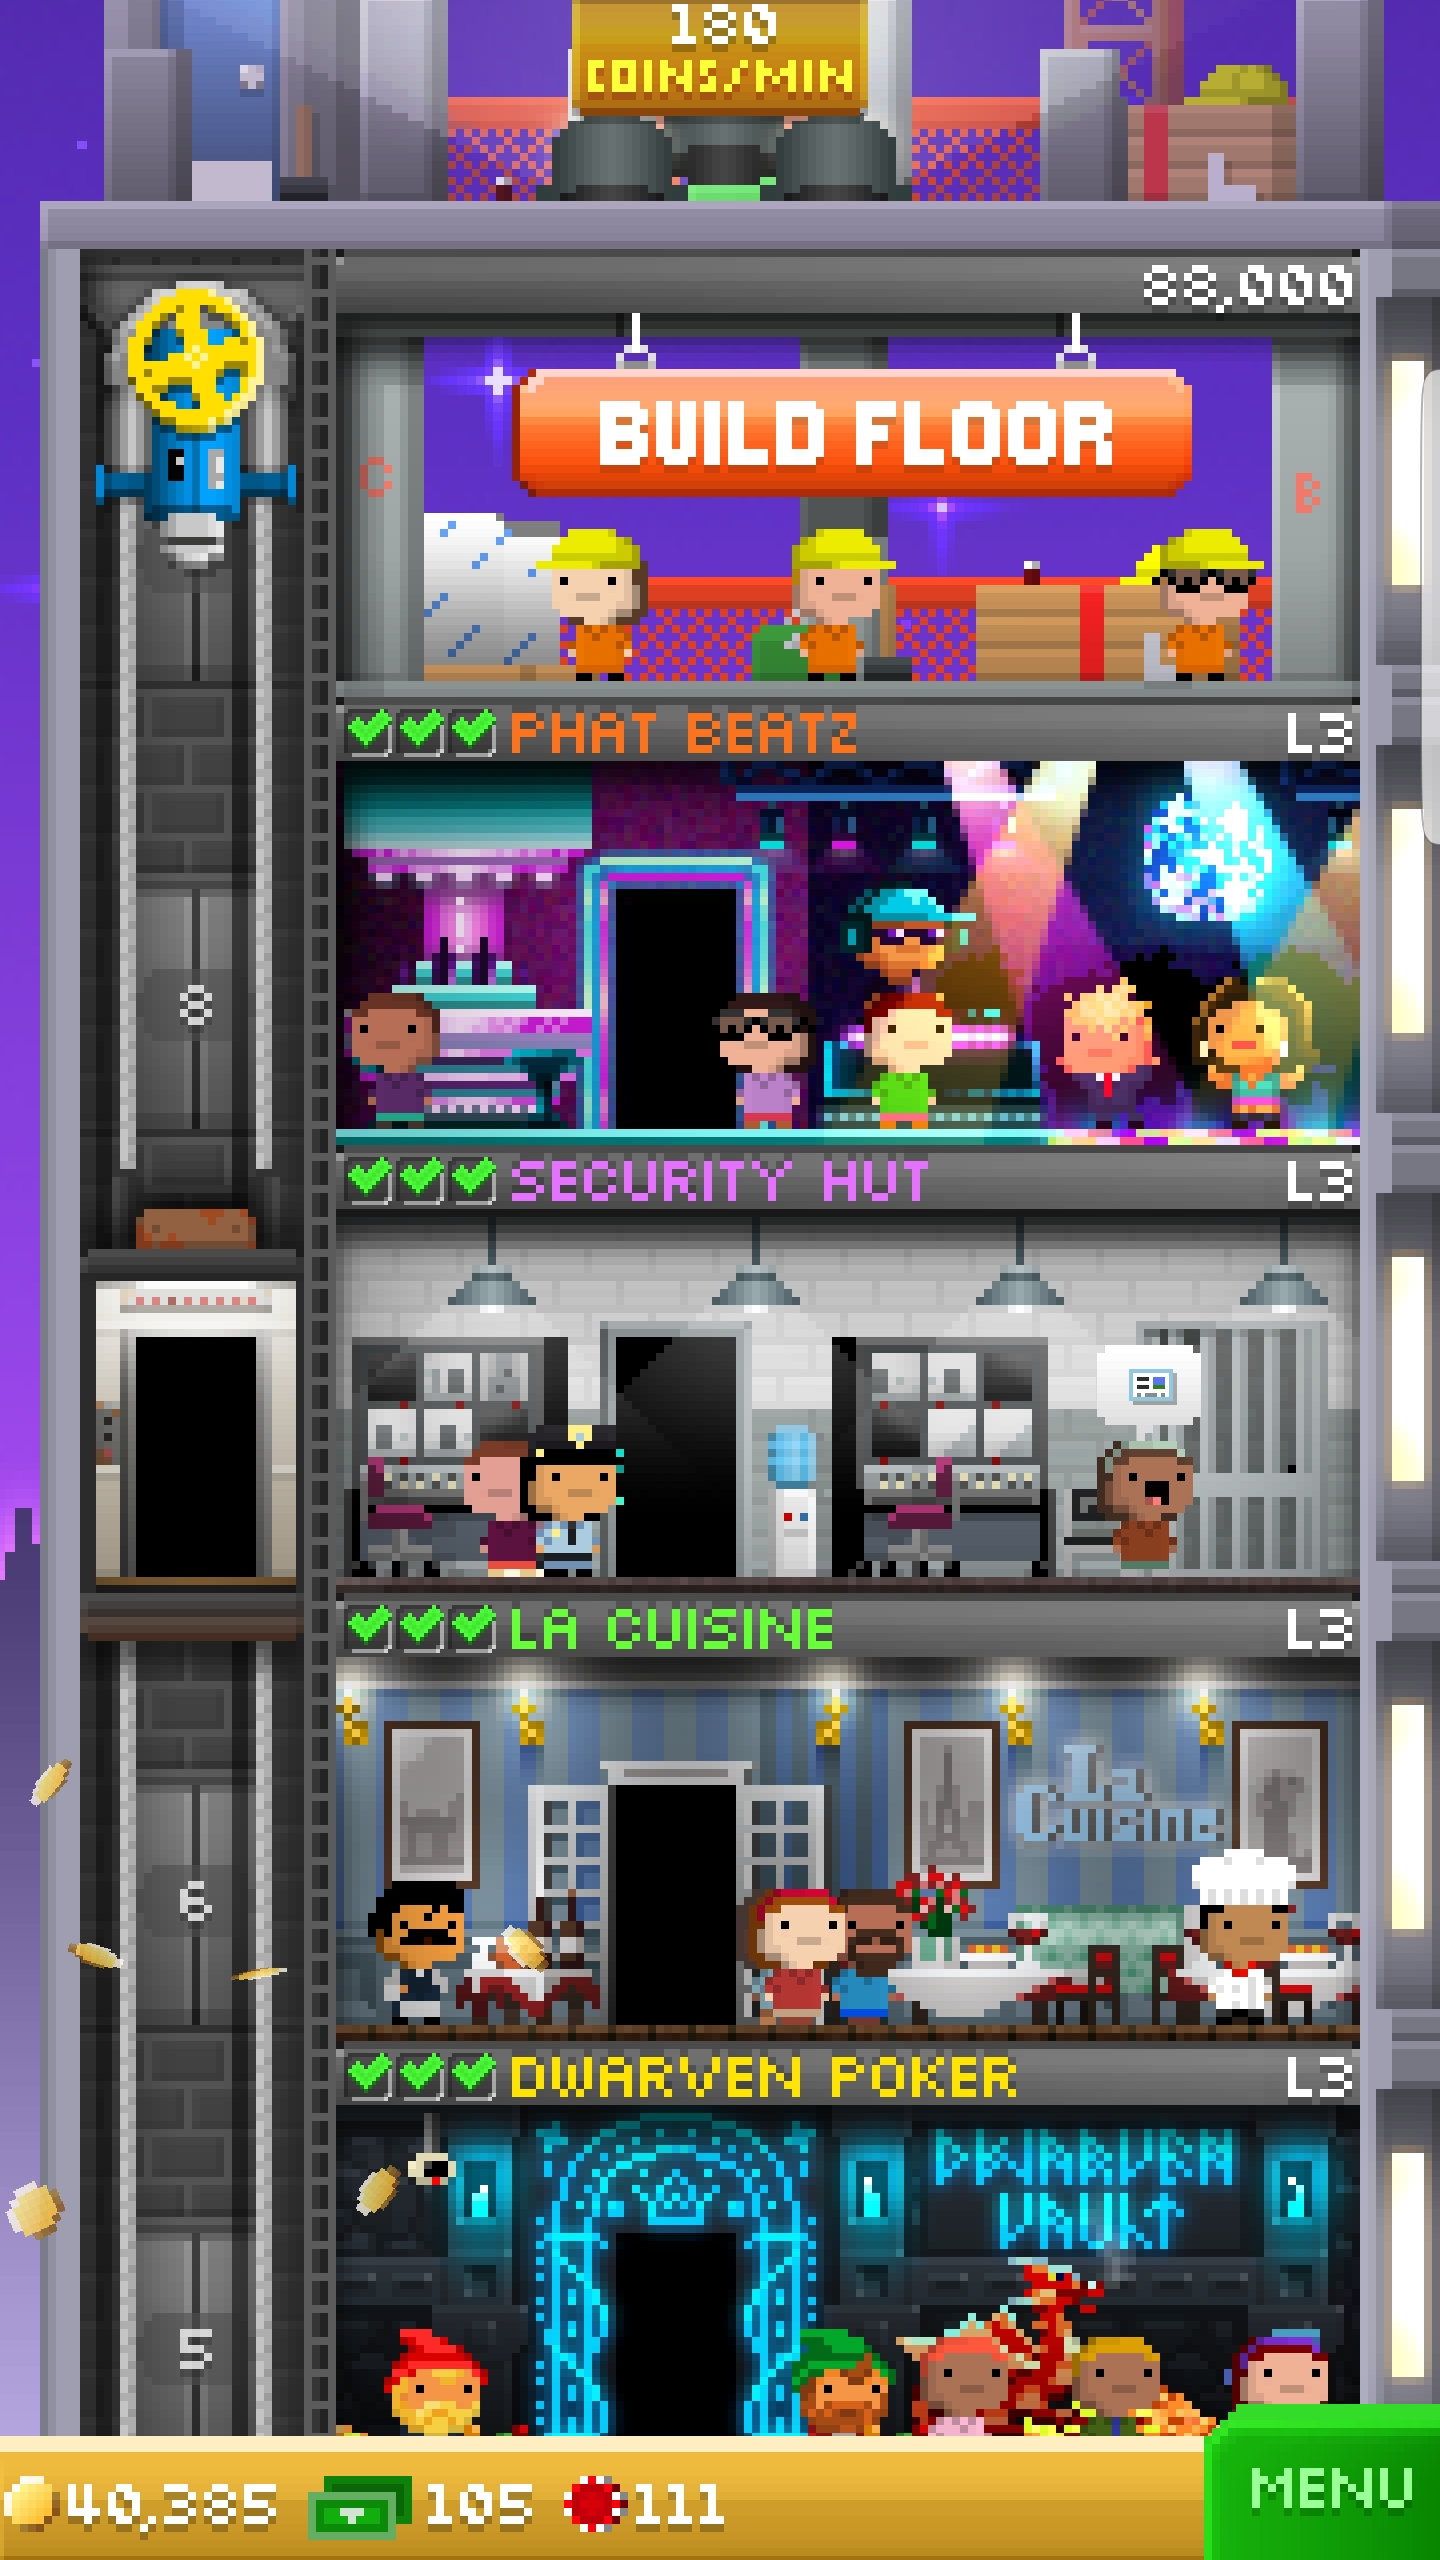 180
COINS/MIN
88,000
BUILD FLOOR
C
B
PHAT BEATZ L3
8
SECURITY HUT L3
LA CUISINE L3
La
Cuisine
6
DWARVEN POKER L3
DWARVEN
VAULT
5
40,385 105 111
MENU